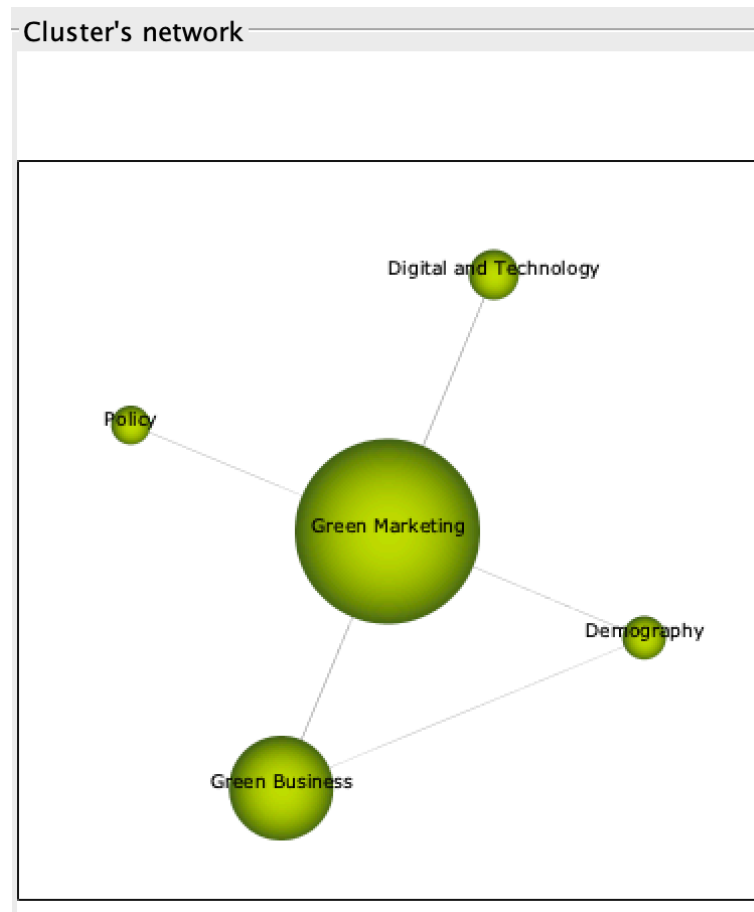 Cluster's network
Digital and Technology
Policy
Green Marketing
Demography
Green Business